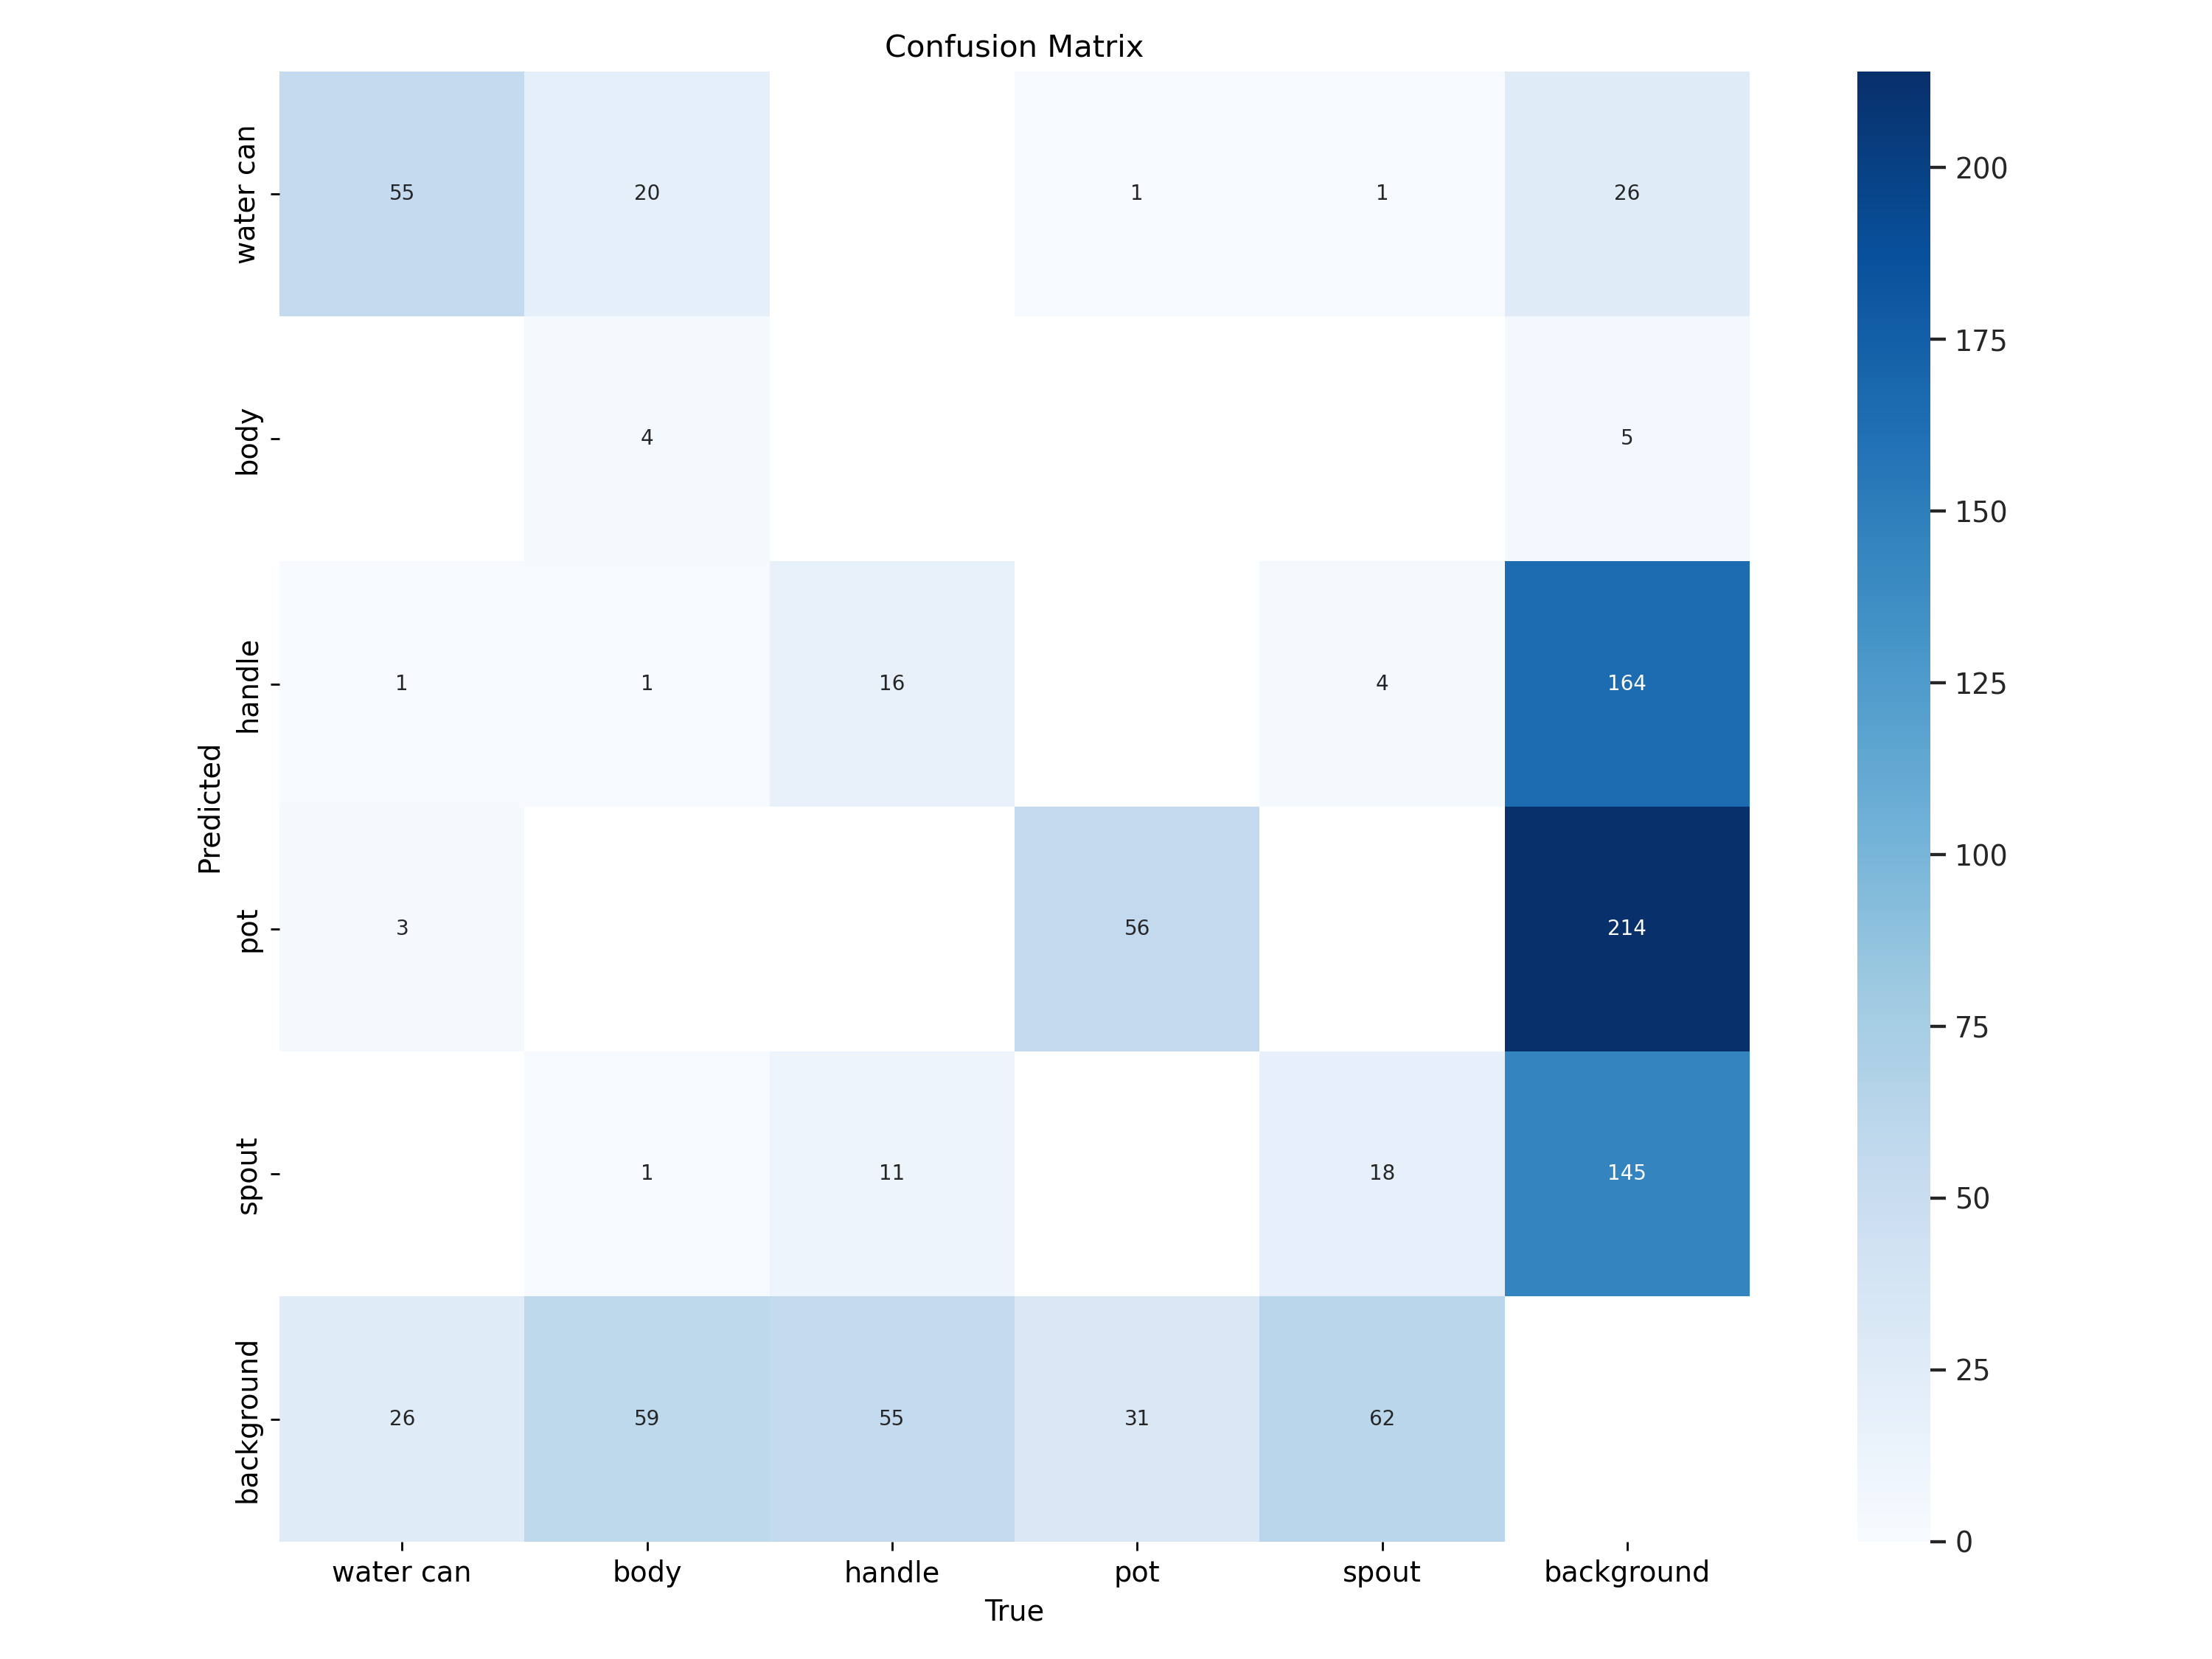 Confusion Matrix
water can
55 20 1 1 26
body
4 5
handle
1 1 16 4 164
pot
3 56 214
spout
1 11 18 145
background
26 59 55 31 62
Predicted
water can body handle pot spout background
True
200
175
150
125
100
75
50
25
0